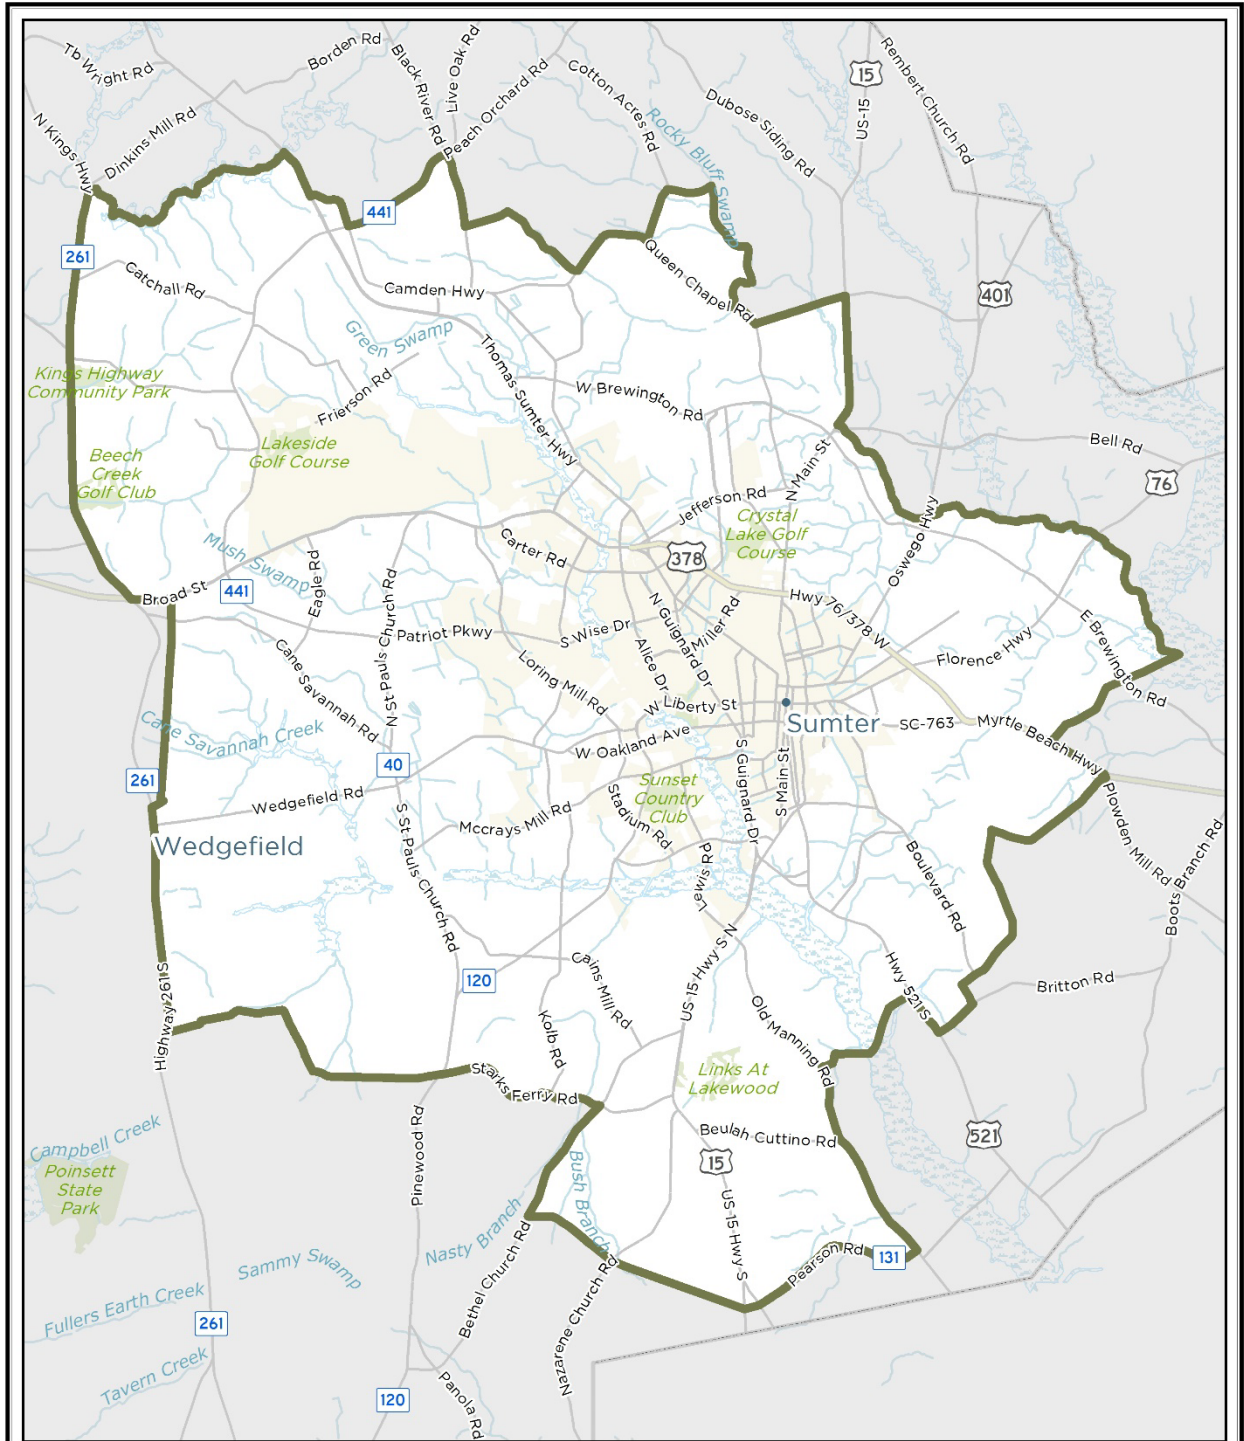 Tb Wright Rd
Borden Rd
Black River Rd
Live Oak Rd
Peach Orchard Rd
Cotton Acres Rd
Rocky Bluff Swamp
Dubose Siding Rd
15
US-15
Rembert Church Rd
N Kings Hwy
Dinkins Mill Rd
441
261
Catchall Rd
Camden Hwy
Queen Chapel Rd
401
Green Swamp
Thomas Sumter Hwy
Kings Highway
Community Park
Frierson Rd
W Brewington Rd
Lakeside
Golf Course
Beech
Creek
Golf Club
N Main St
Bell Rd
76
Jefferson Rd
Crystal
Lake Golf
Course
Oswego Hwy
Mush Swamp
Carter Rd
378
Eagle Rd
Broad St
441
N St Pauls Church Rd
Hwy 76/378 W
N Guignard Dr
Miller Rd
Patriot Pkwy
S Wise Dr
Alice Dr
E Brewington Rd
Florence Hwy
Cane Savannah Rd
Loring Mill Rd
W Liberty St
Cane Savannah Creek
Sumter
SC-763
Myrtle Beach Hwy
W Oakland Ave
S Guignard Dr
S Main St
261
40
Wedgefield Rd
Sunset
Country
Club
Mccrays Mill Rd
Stadium Rd
Plowden Mill Rd
Wedgefield
S St Pauls Church Rd
Lewis Rd
Boulevard Rd
Boots Branch Rd
Highway 261 S
120
Cains Mill Rd
US-15 Hwy S N
Hwy 521 S
Britton Rd
Kolb Rd
Old Manning Rd
Links At
Lakewood
Starks Ferry Rd
Pinewood Rd
Beulah Cuttino Rd
521
Campbell Creek
Poinsett
State
Park
15
Bush Branch
Nasty Branch
US-15 Hwy S
Bethel Church Rd
Pearson Rd
131
Sammy Swamp
Nazarene Church Rd
Fullers Earth Creek
261
Tavern Creek
120
Panola Rd